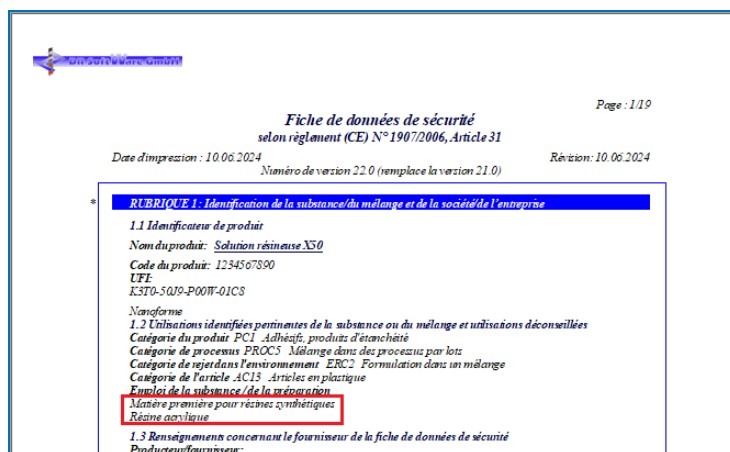 DR-SoftWare-GmbH
Page : 1/19
Fiche de données de sécurité
selon règlement (CE) N° 1907/2006, Article 31
Date d'impression : 10.06.2024
Révision: 10.06.2024
Numéro de version 22.0 (remplace la version 21.0)
* RUBRIQUE 1: Identification de la substance/du mélange et de la société/de l'entreprise
1.1 Identificateur de produit
Nom du produit: Solution résineuse X50
Code du produit: 1234567890
UFI:
K3T0-50J9-P00W-01C8
Nanoforme
1.2 Utilisations identifiées pertinentes de la substance ou du mélange et utilisations déconseillées
Catégorie du produit PC1 Adhésifs, produits d'étanchéité
Catégorie de processus PROC5 Mélange dans des processus par lots
Catégorie de rejet dans l'environnement ERC2 Formulation dans un mélange
Catégorie de l'article AC13 Articles en plastique
Emploi de la substance / de la préparation
Matière première pour résines synthétiques
Résine acrylique
1.3 Renseignements concernant le fournisseur de la fiche de données de sécurité
Producteur/fournisseur: